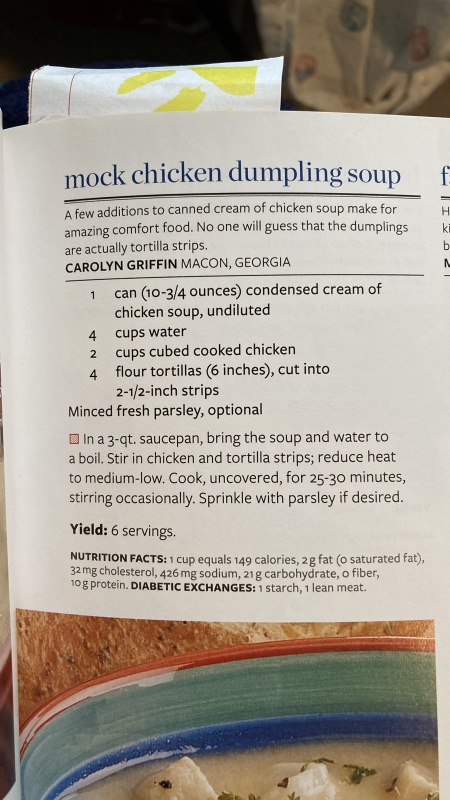 mock chicken dumpling soup
A few additions to canned cream of chicken soup make for
amazing comfort food. No one will guess that the dumplings
are actually tortilla strips.
CAROLYN GRIFFIN MACON, GEORGIA
1 can (10-3/4 ounces) condensed cream of
chicken soup, undiluted
4 cups water
2 cups cubed cooked chicken
4 flour tortillas (6 inches), cut into
2-1/2-inch strips
Minced fresh parsley, optional
In a 3-qt. saucepan, bring the soup and water to
a boil. Stir in chicken and tortilla strips; reduce heat
to medium-low. Cook, uncovered, for 25-30 minutes,
stirring occasionally. Sprinkle with parsley if desired.
Yield: 6 servings.
NUTRITION FACTS: 1 cup equals 149 calories, 2 g fat (0 saturated fat),
32 mg cholesterol, 426 mg sodium, 21 g carbohydrate, 0 fiber,
10 g protein. DIABETIC EXCHANGES: 1 starch, 1 lean meat.